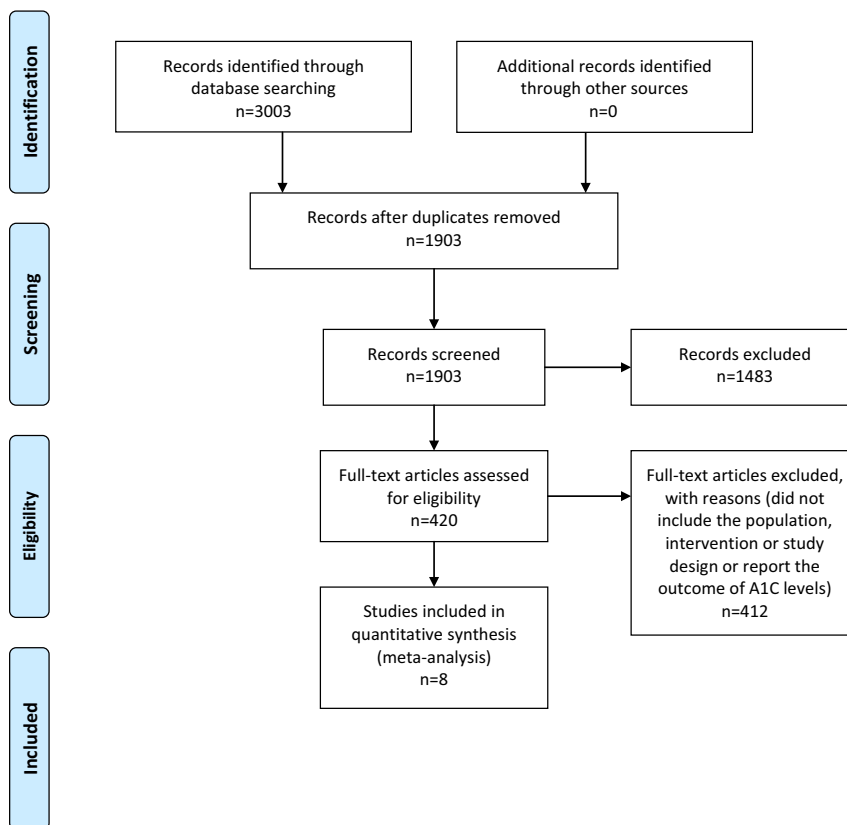 Identification
Records identified through
database searching
n=3003
Additional records identified
through other sources
n=0
Records after duplicates removed
n=1903
Screening
Records screened
n=1903
Records excluded
n=1483
Eligibility
Full-text articles assessed
for eligibility
n=420
Full-text articles excluded,
with reasons (did not
include the population,
intervention or study
design or report the
outcome of A1C levels)
n=412
Studies included in
quantitative synthesis
(meta-analysis)
n=8
Included